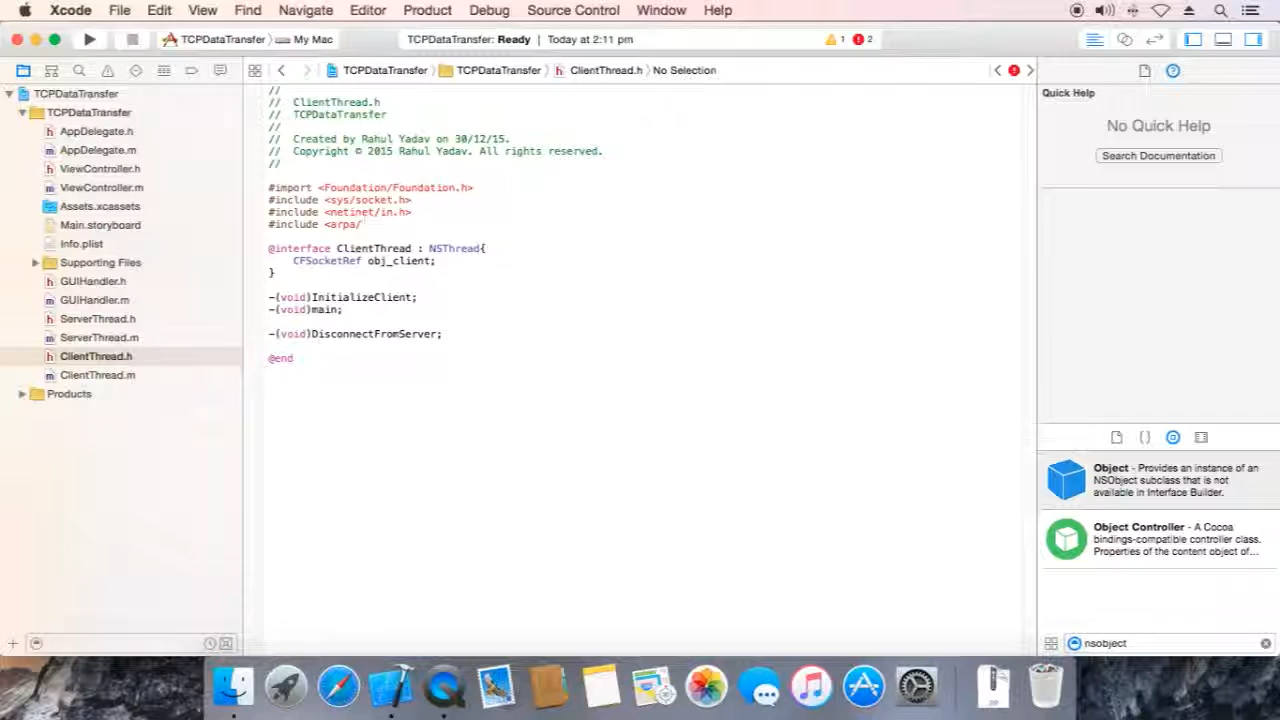 Xcode File Edit View Find Navigate Editor Product Debug Source Control Window Help
TCPDataTransfer My Mac TCPDataTransfer: Ready | Today at 2:11 pm 1 2
TCPDataTransfer TCPDataTransfer h ClientThread.h No Selection
TCPDataTransfer
TCPDataTransfer
h AppDelegate.h
m AppDelegate.m
h ViewController.h
m ViewController.m
Assets.xcassets
Main.storyboard
Info.plist
Supporting Files
h GUIHandler.h
m GUIHandler.m
h ServerThread.h
m ServerThread.m
h ClientThread.h
m ClientThread.m
Products
//
// ClientThread.h
// TCPDataTransfer
//
// Created by Rahul Yadav on 30/12/15.
// Copyright © 2015 Rahul Yadav. All rights reserved.
//
#import <Foundation/Foundation.h>
#include <sys/socket.h>
#include <netinet/in.h>
#include <arpa/
@interface ClientThread : NSThread{
CFSocketRef obj_client;
}
-(void)InitializeClient;
-(void)main;
-(void)DisconnectFromServer;
@end
Quick Help
No Quick Help
Search Documentation
Object - Provides an instance of an
NSObject subclass that is not
available in Interface Builder.
Object Controller - A Cocoa
bindings-compatible controller class.
Properties of the content object of...
nsobject